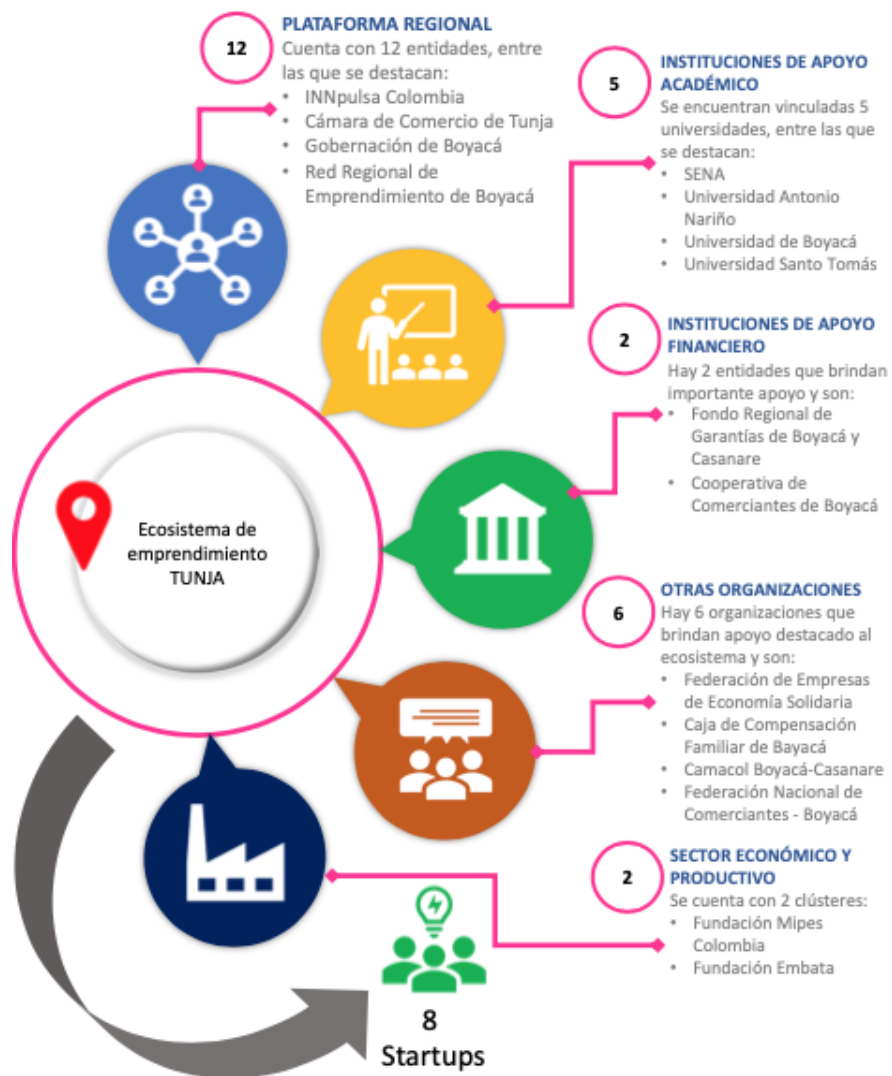 12
PLATAFORMA REGIONAL
Cuenta con 12 entidades, entre
las que se destacan:
• INNpulsa Colombia
• Cámara de Comercio de Tunja
• Gobernación de Boyacá
• Red Regional de
Emprendimiento de Boyacá
5
INSTITUCIONES DE APOYO
ACADÉMICO
Se encuentran vinculadas 5
universidades, entre las que
se destacan:
• SENA
• Universidad Antonio
Nariño
• Universidad de Boyacá
• Universidad Santo Tomás
2
INSTITUCIONES DE APOYO
FINANCIERO
Hay 2 entidades que brindan
importante apoyo y son:
• Fondo Regional de
Garantías de Boyacá y
Casanare
• Cooperativa de
Comerciantes de Boyacá
Ecosistema de
emprendimiento
TUNJA
6
OTRAS ORGANIZACIONES
Hay 6 organizaciones que
brindan apoyo destacado al
ecosistema y son:
• Federación de Empresas
de Economía Solidaria
• Caja de Compensación
Familiar de Bayacá
• Camacol Boyacá-Casanare
• Federación Nacional de
Comerciantes - Boyacá
2
SECTOR ECONÓMICO Y
PRODUCTIVO
Se cuenta con 2 clústeres:
• Fundación Mipes
Colombia
• Fundación Embata
8
Startups